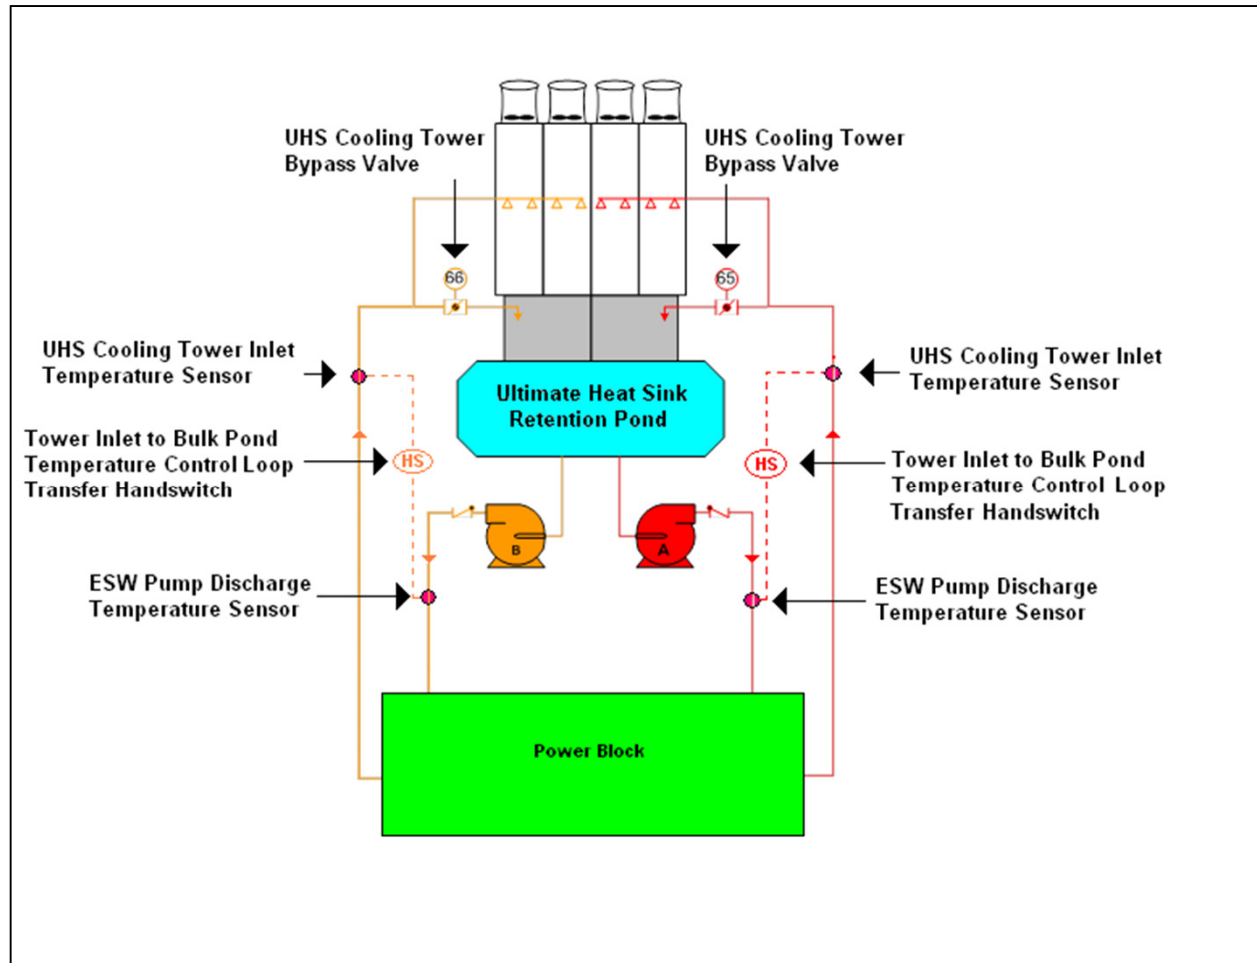 UHS Cooling Tower
Bypass Valve
UHS Cooling Tower
Bypass Valve
66
65
UHS Cooling Tower Inlet
Temperature Sensor
UHS Cooling Tower Inlet
Temperature Sensor
Ultimate Heat Sink
Retention Pond
Tower Inlet to Bulk Pond
Temperature Control Loop
Transfer Handswitch
HS
HS
Tower Inlet to Bulk Pond
Temperature Control Loop
Transfer Handswitch
B
A
ESW Pump Discharge
Temperature Sensor
ESW Pump Discharge
Temperature Sensor
Power Block